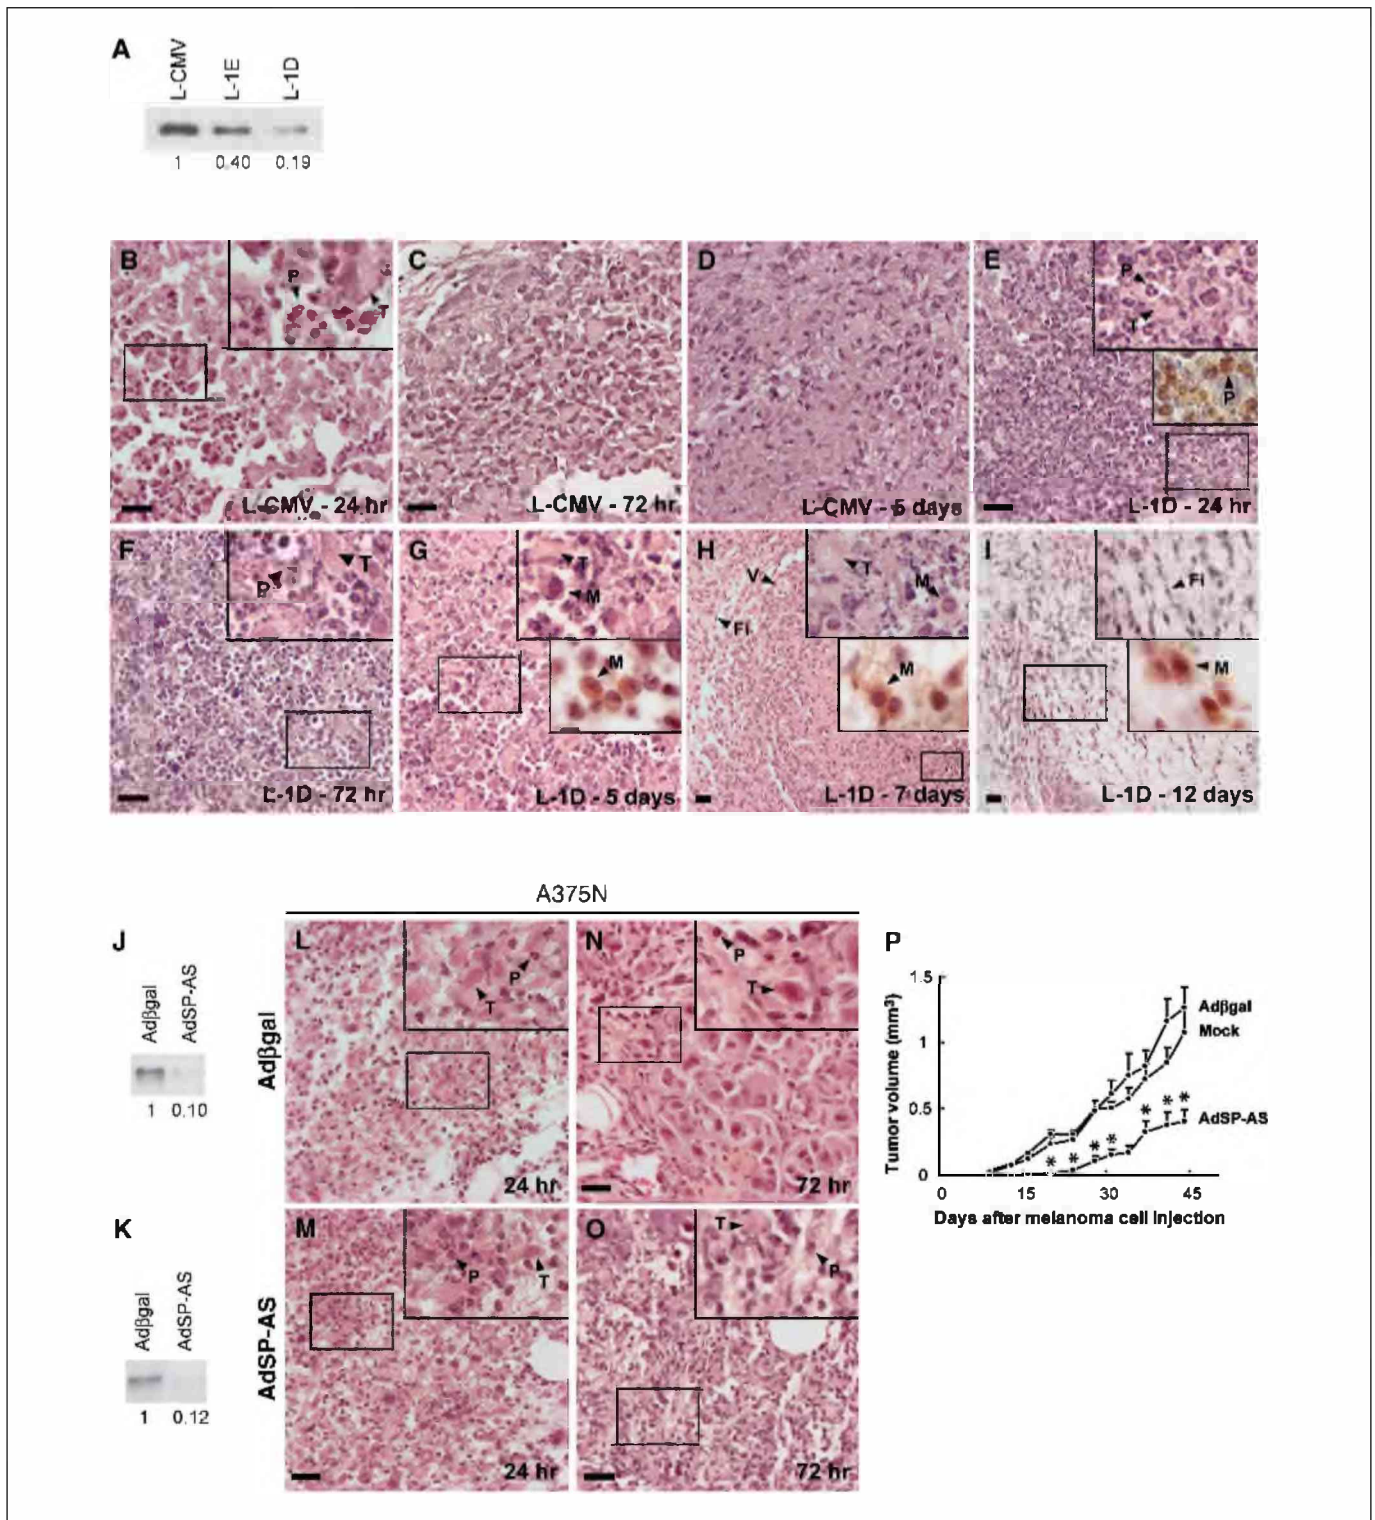 A
L-CMV
L-1E
L-1D
1 0.40 0.19
B
P
T
L-CMV - 24 hr
C
L-CMV - 72 hr
D
L-CMV - 5 days
E
P
T
P
L-1D - 24 hr
F
P
T
L-1D - 72 hr
G
T
M
M
L-1D - 5 days
H
V
FI
T
M
M
L-1D - 7 days
I
FI
M
L-1D - 12 days
A375N
J
Adβgal
AdSP-AS
1 0.10
K
Adβgal
AdSP-AS
1 0.12
Adβgal
L
P
T
24 hr
N
P
T
72 hr
AdSP-AS
M
P
T
24 hr
O
T
P
72 hr
P
Tumor volume (mm³)
1.5
1
0.5
0
Adβgal
Mock
AdSP-AS
* * * * * * *
0 15 30 45
Days after melanoma cell injection